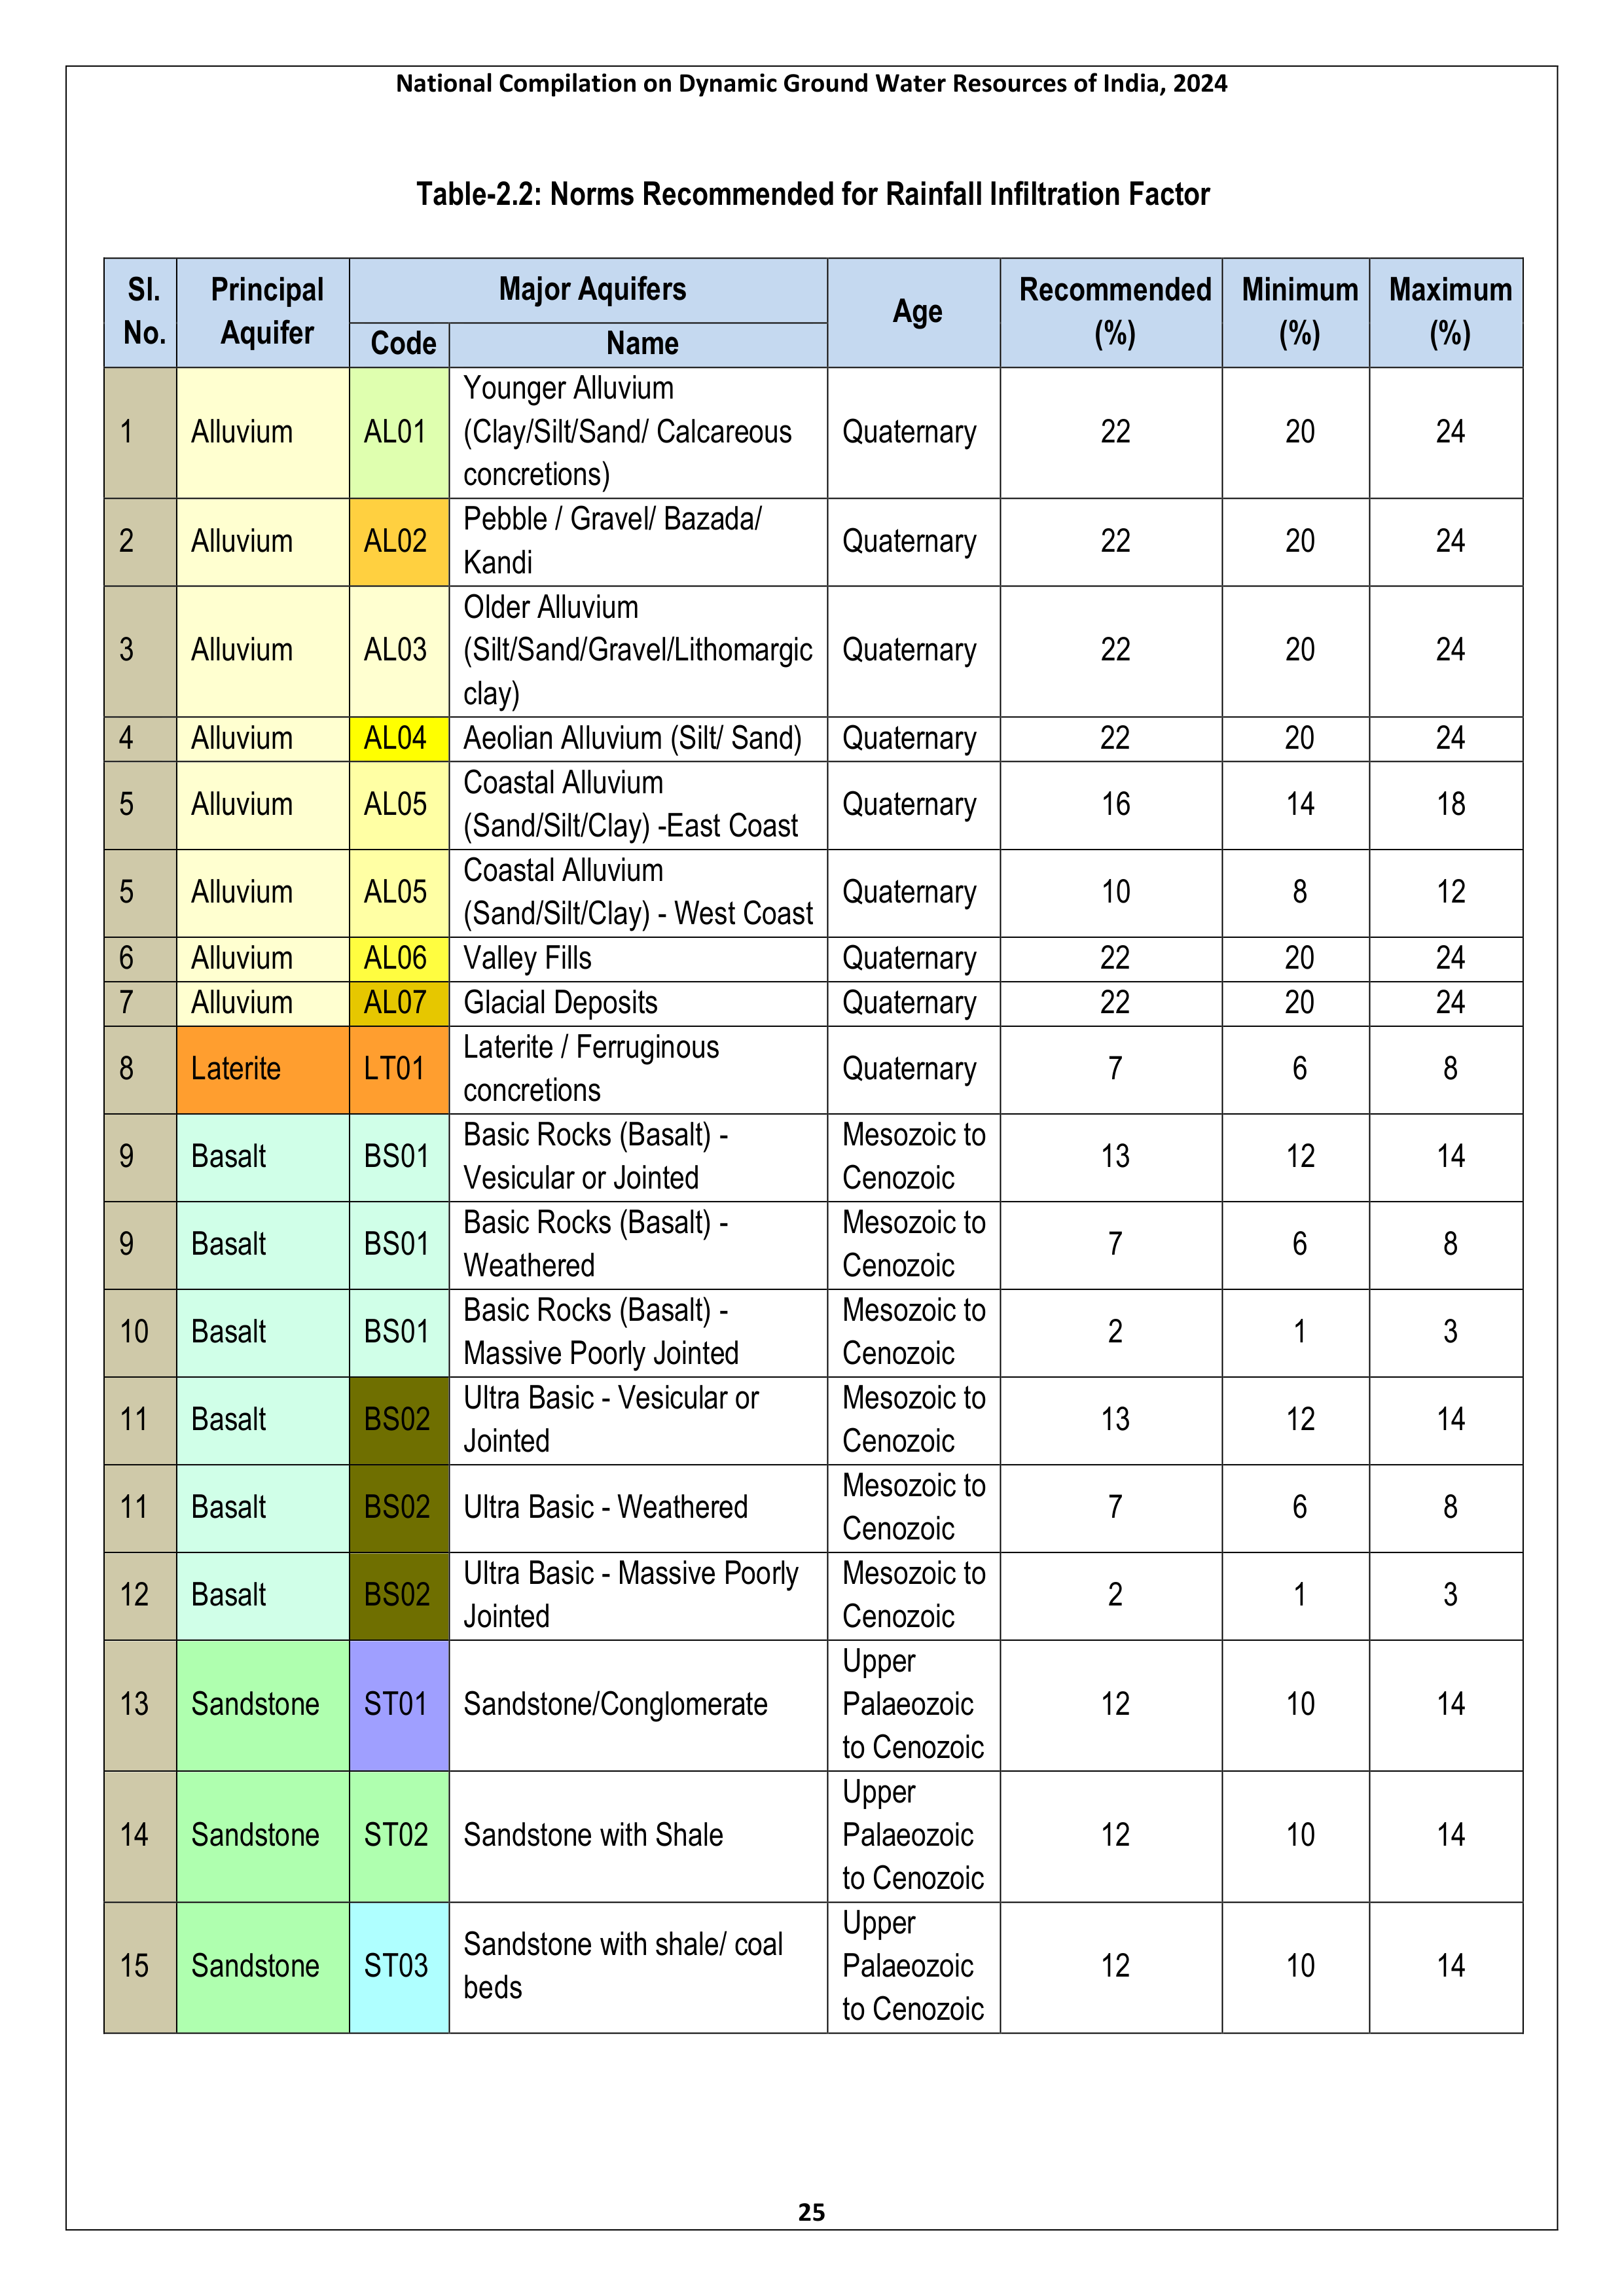 National Compilation on Dynamic Ground Water Resources of India, 2024
Table-2.2: Norms Recommended for Rainfall Infiltration Factor
Sl. No. Principal Aquifer Major Aquifers Age Recommended (%) Minimum (%) Maximum (%)
Code Name
1 Alluvium AL01 Younger Alluvium (Clay/Silt/Sand/ Calcareous concretions) Quaternary 22 20 24
2 Alluvium AL02 Pebble / Gravel/ Bazada/ Kandi Quaternary 22 20 24
3 Alluvium AL03 Older Alluvium (Silt/Sand/Gravel/Lithomargic clay) Quaternary 22 20 24
4 Alluvium AL04 Aeolian Alluvium (Silt/ Sand) Quaternary 22 20 24
5 Alluvium AL05 Coastal Alluvium (Sand/Silt/Clay) -East Coast Quaternary 16 14 18
5 Alluvium AL05 Coastal Alluvium (Sand/Silt/Clay) - West Coast Quaternary 10 8 12
6 Alluvium AL06 Valley Fills Quaternary 22 20 24
7 Alluvium AL07 Glacial Deposits Quaternary 22 20 24
8 Laterite LT01 Laterite / Ferruginous concretions Quaternary 7 6 8
9 Basalt BS01 Basic Rocks (Basalt) - Vesicular or Jointed Mesozoic to Cenozoic 13 12 14
9 Basalt BS01 Basic Rocks (Basalt) - Weathered Mesozoic to Cenozoic 7 6 8
10 Basalt BS01 Basic Rocks (Basalt) - Massive Poorly Jointed Mesozoic to Cenozoic 2 1 3
11 Basalt BS02 Ultra Basic - Vesicular or Jointed Mesozoic to Cenozoic 13 12 14
11 Basalt BS02 Ultra Basic - Weathered Mesozoic to Cenozoic 7 6 8
12 Basalt BS02 Ultra Basic - Massive Poorly Jointed Mesozoic to Cenozoic 2 1 3
13 Sandstone ST01 Sandstone/Conglomerate Upper Palaeozoic to Cenozoic 12 10 14
14 Sandstone ST02 Sandstone with Shale Upper Palaeozoic to Cenozoic 12 10 14
15 Sandstone ST03 Sandstone with shale/ coal beds Upper Palaeozoic to Cenozoic 12 10 14
25